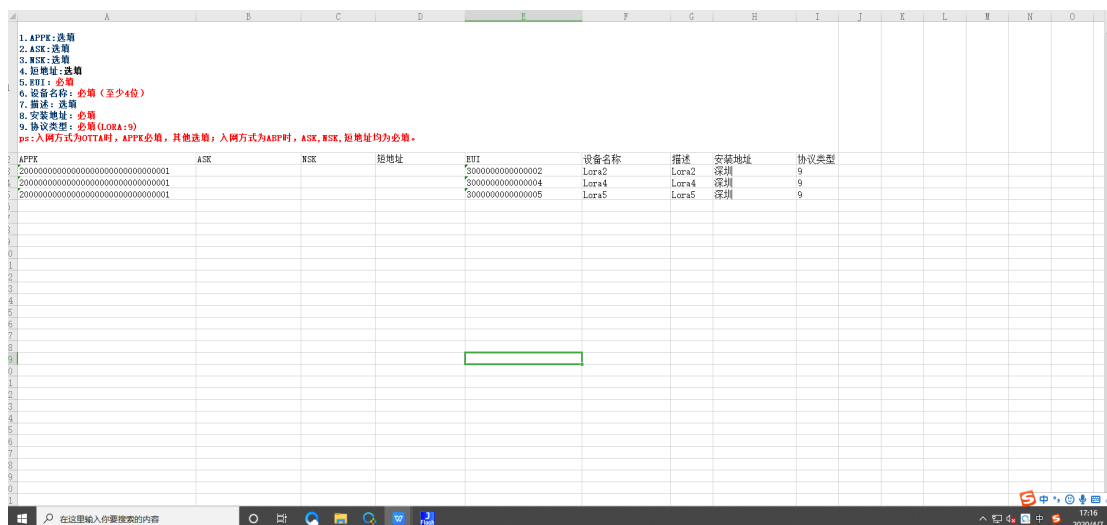 A B C D E F G H I J K L M N O
1.APPK:选填
2.ASK:选填
3.NSK:选填
4.短地址:选填
5.EUI：必填
6.设备名称：必填（至少4位）
7.描述：选填
8.安装地址：必填
9.协议类型：必填(LORA:9)
ps:入网方式为OTTA时，APPK必填，其他选填；入网方式为ABP时，ASK,NSK,短地址均为必填。
APPK ASK NSK 短地址 EUI 设备名称 描述 安装地址 协议类型
20000000000000000000000000000001 3000000000000002 Lora2 Lora2 深圳 9
20000000000000000000000000000001 3000000000000004 Lora4 Lora4 深圳 9
20000000000000000000000000000001 3000000000000005 Lora5 Lora5 深圳 9
中
在这里输入你要搜索的内容
Flash
中
17:16